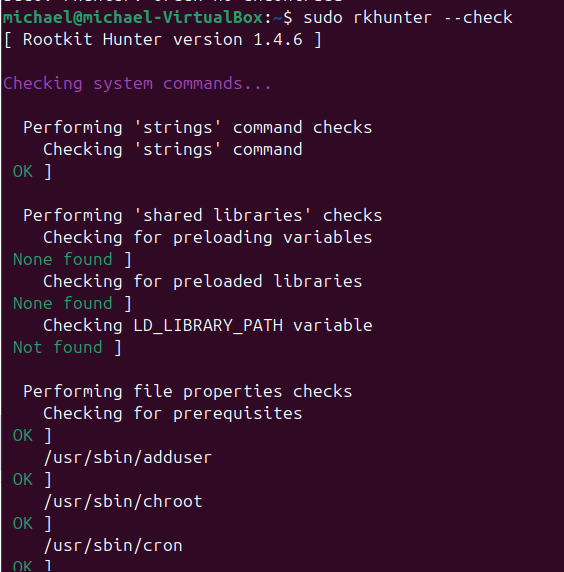 michael@michael-VirtualBox:~$ sudo rkhunter --check
[ Rootkit Hunter version 1.4.6 ]
Checking system commands...
Performing 'strings' command checks
Checking 'strings' command
OK ]
Performing 'shared libraries' checks
Checking for preloading variables
None found ]
Checking for preloaded libraries
None found ]
Checking LD_LIBRARY_PATH variable
Not found ]
Performing file properties checks
Checking for prerequisites
OK ]
/usr/sbin/adduser
OK ]
/usr/sbin/chroot
OK ]
/usr/sbin/cron
OK ]